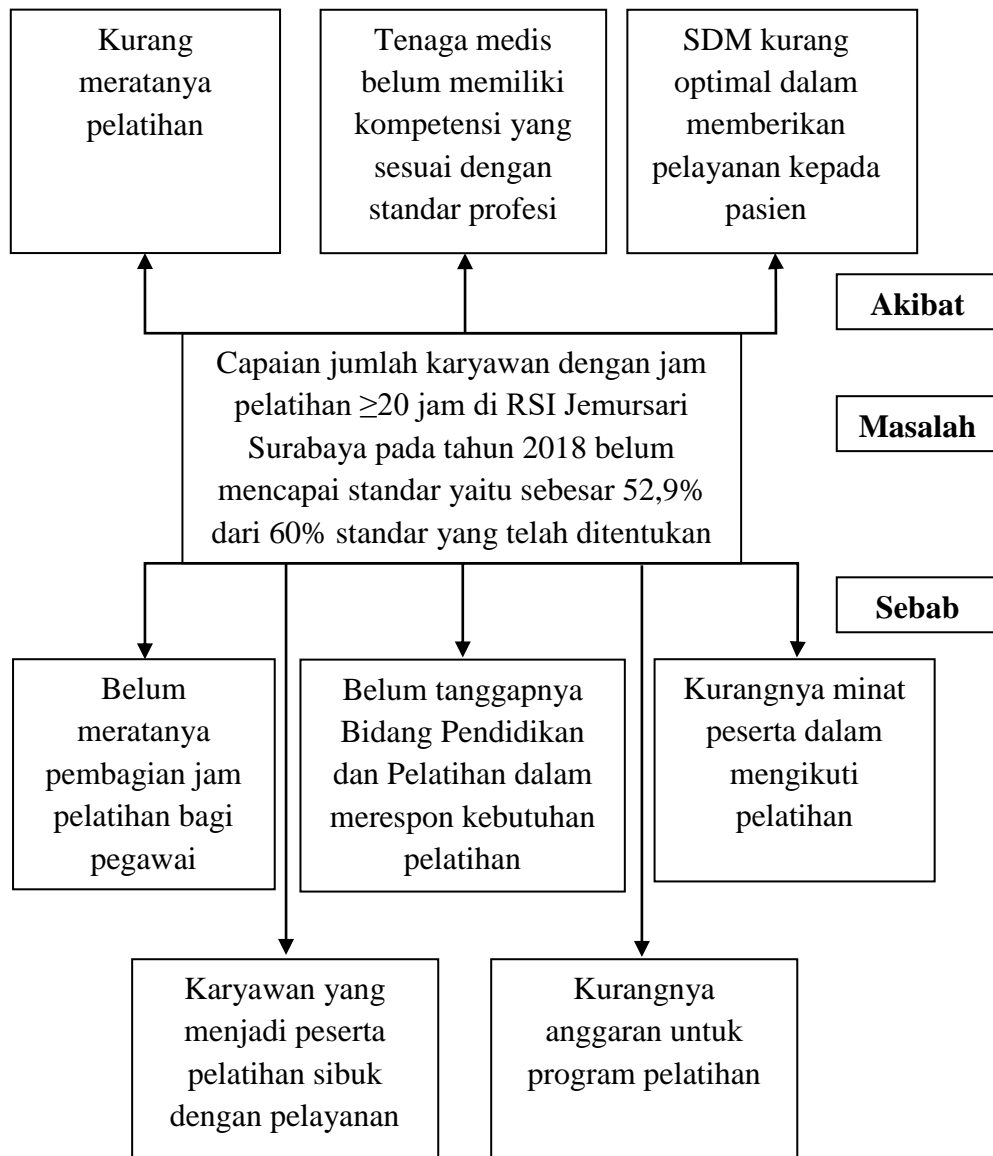 Kurang
meratanya
pelatihan
Tenaga medis
belum memiliki
kompetensi yang
sesuai dengan
standar profesi
SDM kurang
optimal dalam
memberikan
pelayanan kepada
pasien
Akibat
Capaian jumlah karyawan dengan jam
pelatihan ≥20 jam di RSI Jemursari
Surabaya pada tahun 2018 belum
mencapai standar yaitu sebesar 52,9%
dari 60% standar yang telah ditentukan
Masalah
Sebab
Belum
meratanya
pembagian jam
pelatihan bagi
pegawai
Belum tanggapnya
Bidang Pendidikan
dan Pelatihan dalam
merespon kebutuhan
pelatihan
Kurangnya minat
peserta dalam
mengikuti
pelatihan
Karyawan yang
menjadi peserta
pelatihan sibuk
dengan pelayanan
Kurangnya
anggaran untuk
program pelatihan